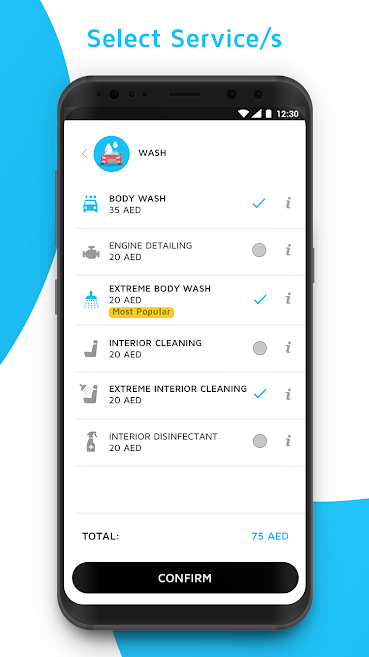 Select Service/s
12:30
WASH
BODY WASH
35 AED
ENGINE DETAILING
20 AED
EXTREME BODY WASH
20 AED
Most Popular
INTERIOR CLEANING
20 AED
EXTREME INTERIOR CLEANING
20 AED
INTERIOR DISINFECTANT
20 AED
TOTAL: 75 AED
CONFIRM